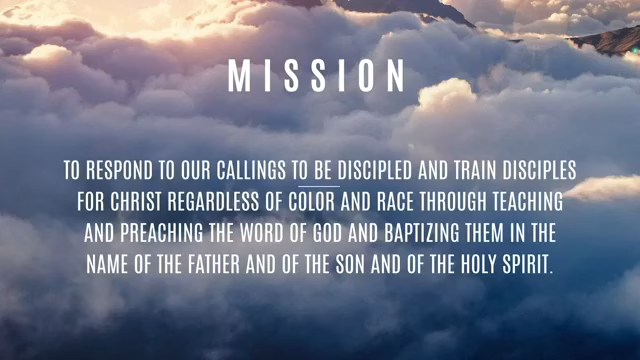 MISSION
TO RESPOND TO OUR CALLINGS TO BE DISCIPLED AND TRAIN DISCIPLES
FOR CHRIST REGARDLESS OF COLOR AND RACE THROUGH TEACHING
AND PREACHING THE WORD OF GOD AND BAPTIZING THEM IN THE
NAME OF THE FATHER AND OF THE SON AND OF THE HOLY SPIRIT.